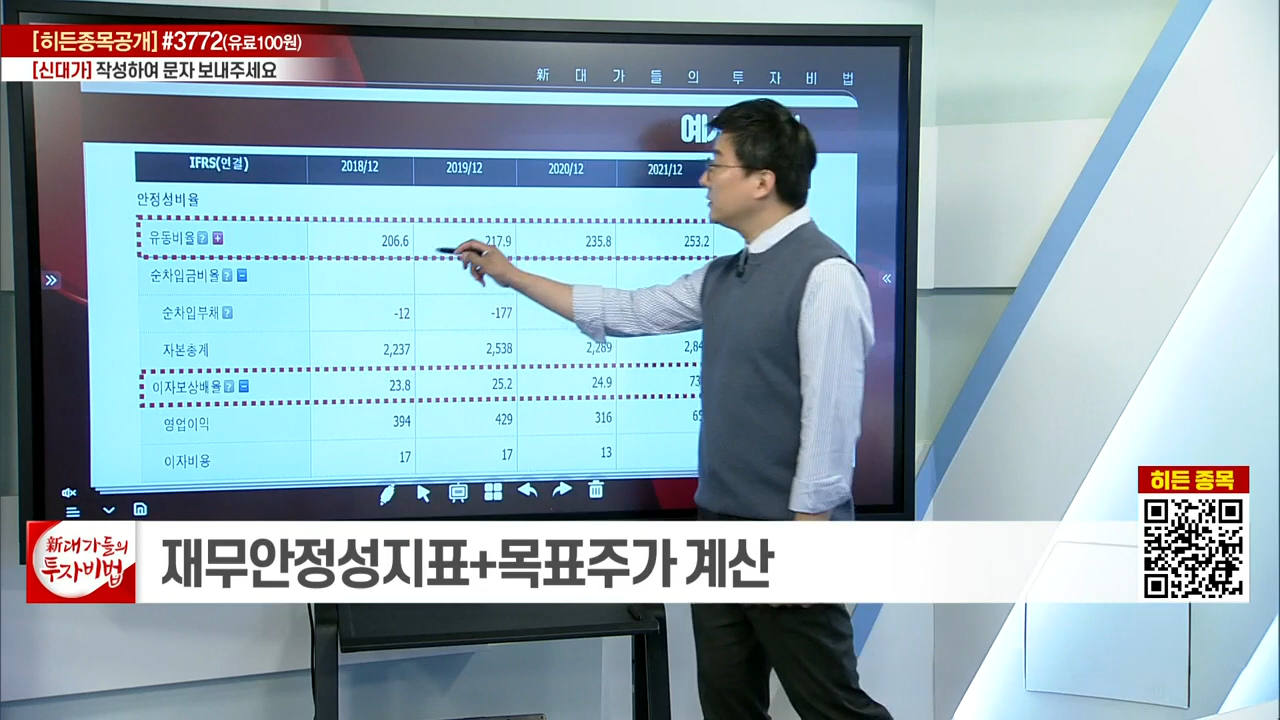 [히든종목공개] #3772(유료100원)
[신대가] 작성하여 문자 보내주세요
新 대 가 들 의 투 자 비 법
IFRS(연결) 2018/12 2019/12 2020/12 2021/12
안정성비율
유동비율 206.6 217.9 235.8 253.2
순차입금비율
순차입부채 -12 -177
자본총계 2,237 2,538 2,289
이자보상배율 23.8 25.2 24.9
영업이익 394 429 316
이자비용 17 17 13
히든 종목
新대가들의
투자비법
재무안정성지표+목표주가 계산